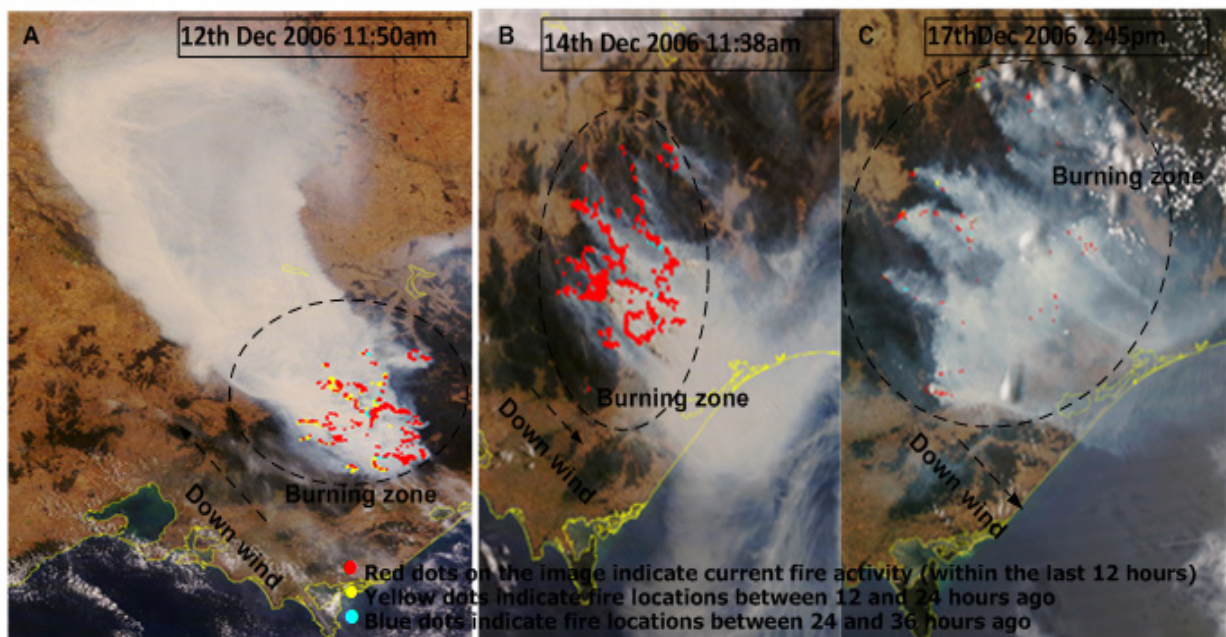 A
12th Dec 2006 11:50am
B
14th Dec 2006 11:38am
C
17thDec 2006 2:45pm
Burning zone
Burning zone
Burning zone
Down wind
Down wind
Down wind
Red dots on the image indicate current fire activity (within the last 12 hours)
Yellow dots indicate fire locations between 12 and 24 hours ago
Blue dots indicate fire locations between 24 and 36 hours ago